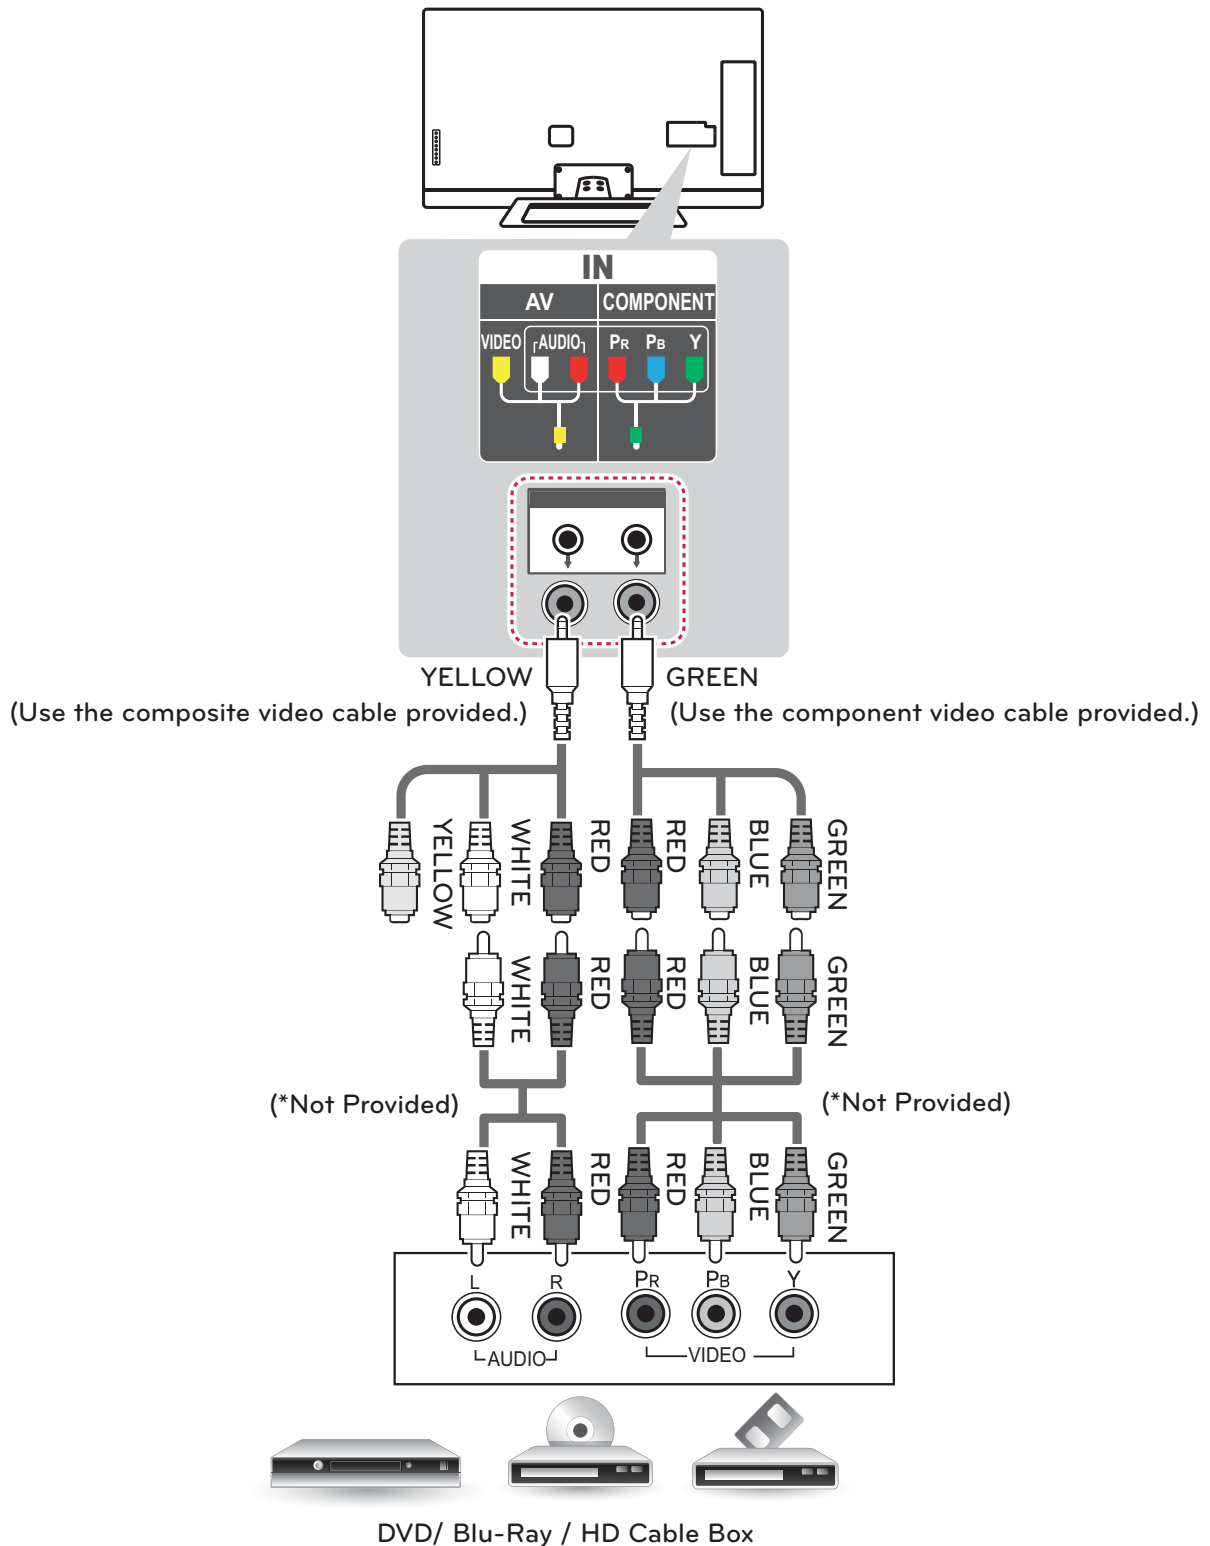 IN
AV COMPONENT
VIDEO AUDIO PR PB Y
YELLOW GREEN
(Use the composite video cable provided.) (Use the component video cable provided.)
YELLOW WHITE RED RED BLUE GREEN
WHITE RED RED BLUE GREEN
(*Not Provided) (*Not Provided)
WHITE RED RED BLUE GREEN
L R PR PB Y
AUDIO VIDEO
DVD/ Blu-Ray / HD Cable Box